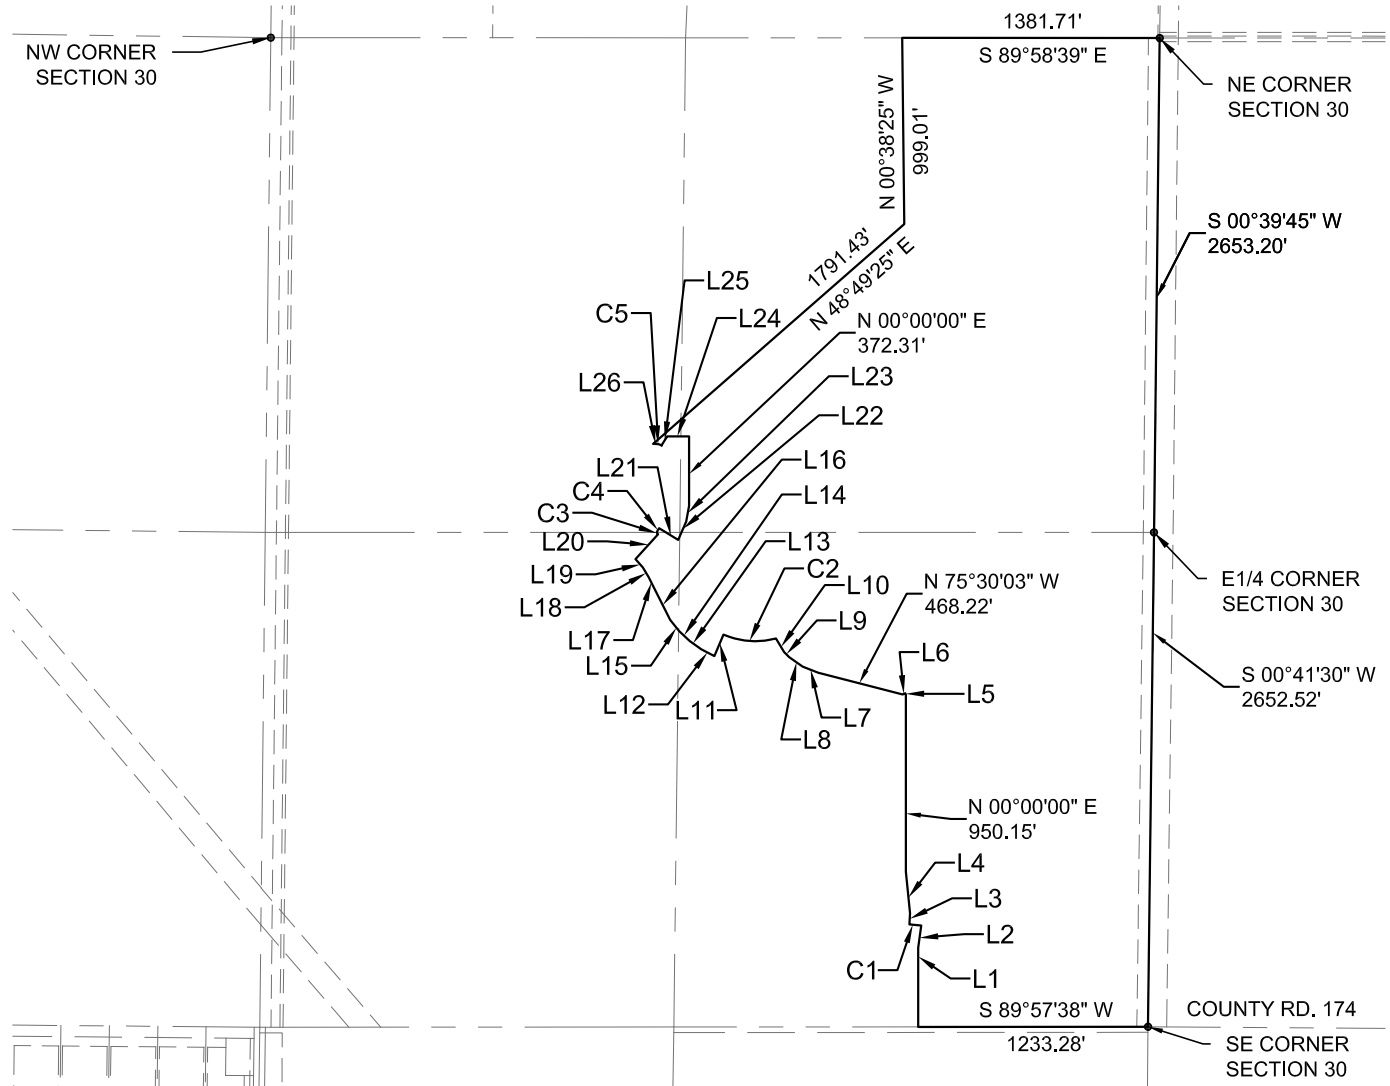 1381.71'
S 89°58'39" E
NW CORNER
SECTION 30
NE CORNER
SECTION 30
N 00°38'25" W
999.01'
S 00°39'45" W
2653.20'
1791.43'
N 48°49'25" E
L25
C5
L24
N 00°00'00" E
372.31'
L26
L23
L22
L21
L16
C4
L14
C3
L20
L13
C2
L19
L10
N 75°30'03" W
468.22'
E1/4 CORNER
SECTION 30
L18
L9
L17
L6
L15
S 00°41'30" W
2652.52'
L5
L12
L11
L7
L8
N 00°00'00" E
950.15'
L4
L3
L2
C1
L1
S 89°57'38" W
COUNTY RD. 174
1233.28'
SE CORNER
SECTION 30